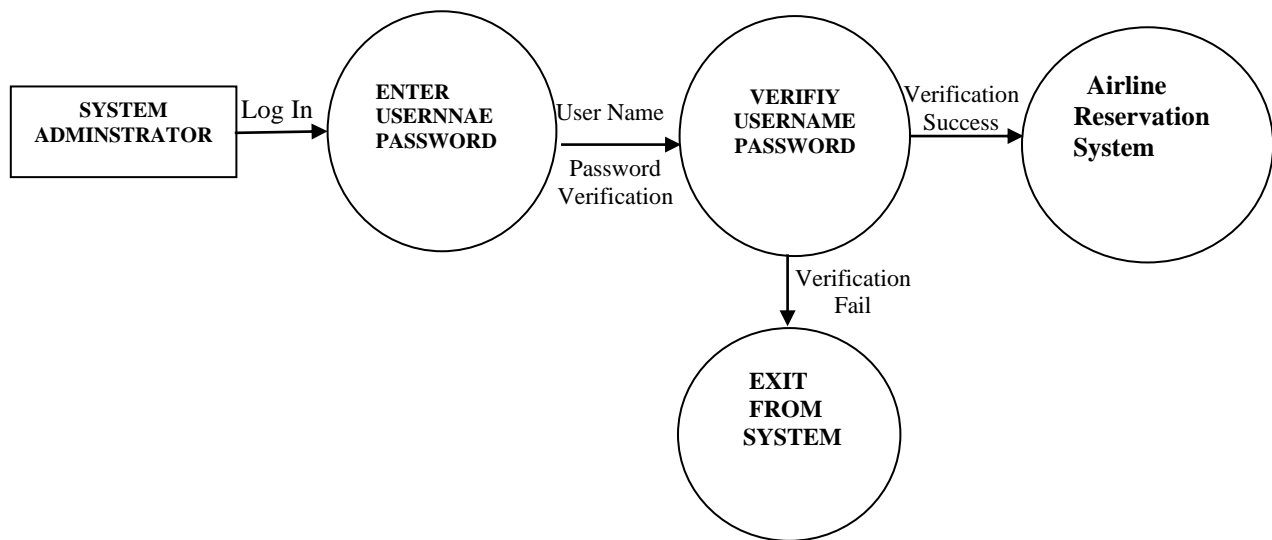 SYSTEM
ADMINSTRATOR
Log In
ENTER
USERNNAE
PASSWORD
User Name
Password
Verification
VERIFIY
USERNAME
PASSWORD
Verification
Success
Airline
Reservation
System
Verification
Fail
EXIT
FROM
SYSTEM